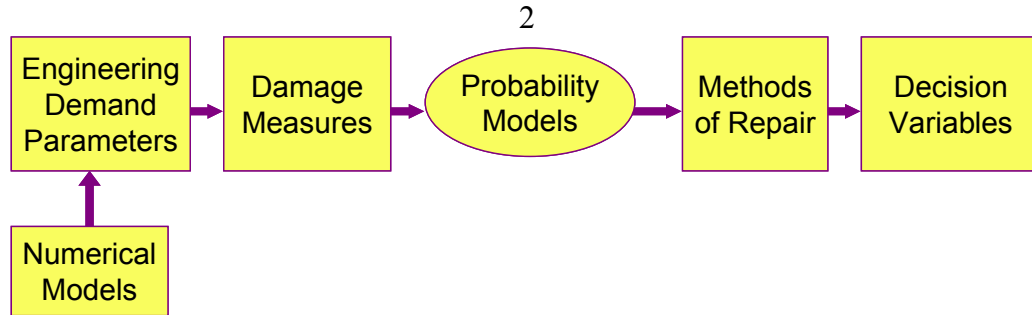 2
Engineering
Demand
Parameters
Damage
Measures
Probability
Models
Methods
of Repair
Decision
Variables
Numerical
Models